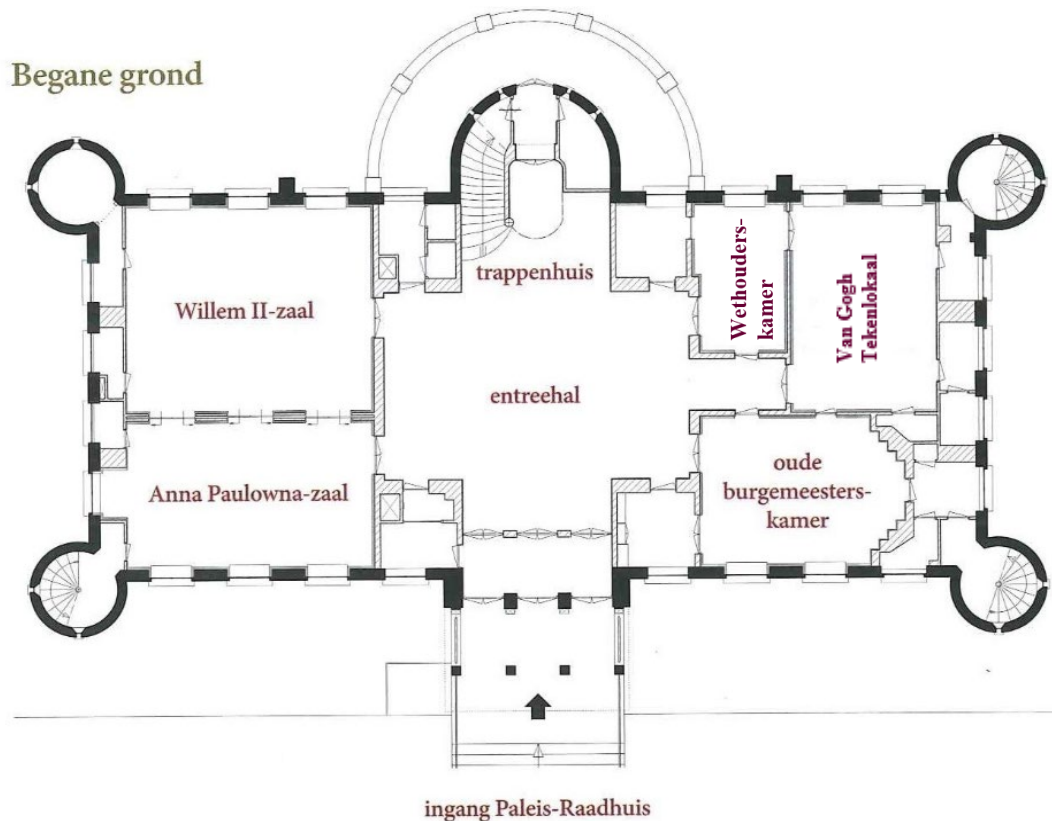 Begane grond
trappenhuis
Willem II-zaal
Wethouders-
kamer
Van Gogh
Tekenlokaal
entreehal
Anna Paulowna-zaal
oude
burgemeesters-
kamer
ingang Paleis-Raadhuis